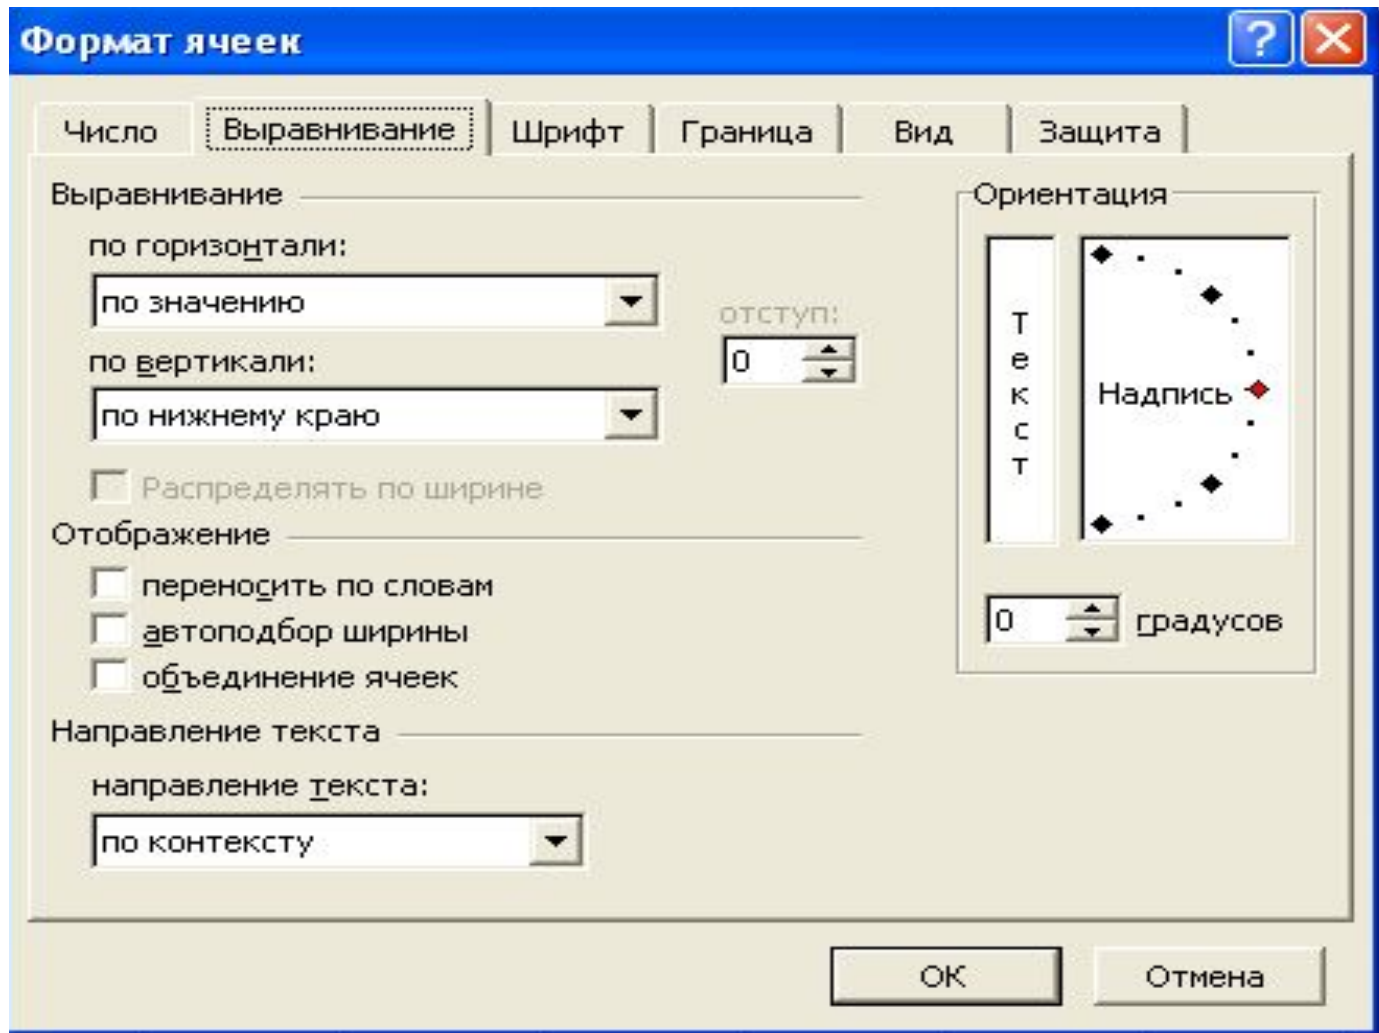 Формат ячеек
Число Выравнивание Шрифт Граница Вид Защита
Выравнивание
по горизонтали:
по значению
отступ:
0
по вертикали:
по нижнему краю
Распределять по ширине
Отображение
переносить по словам
автоподбор ширины
объединение ячеек
Направление текста
направление текста:
по контексту
Ориентация
Текст
Надпись
0 градусов
ОК Отмена